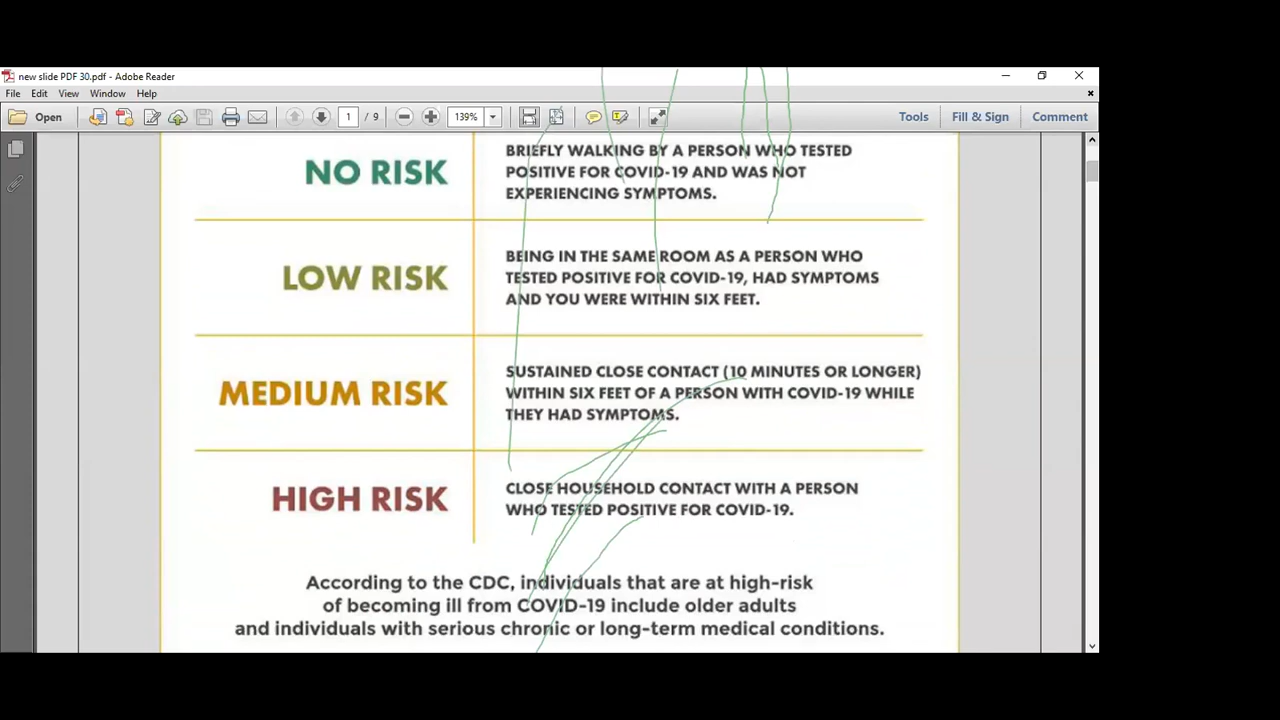 new slide PDF 30.pdf - Adobe Reader
File Edit View Window Help
Open 1 / 9 139% Tools Fill & Sign Comment
NO RISK
BRIEFLY WALKING BY A PERSON WHO TESTED
POSITIVE FOR COVID-19 AND WAS NOT
EXPERIENCING SYMPTOMS.
LOW RISK
BEING IN THE SAME ROOM AS A PERSON WHO
TESTED POSITIVE FOR COVID-19, HAD SYMPTOMS
AND YOU WERE WITHIN SIX FEET.
MEDIUM RISK
SUSTAINED CLOSE CONTACT (10 MINUTES OR LONGER)
WITHIN SIX FEET OF A PERSON WITH COVID-19 WHILE
THEY HAD SYMPTOMS.
HIGH RISK
CLOSE HOUSEHOLD CONTACT WITH A PERSON
WHO TESTED POSITIVE FOR COVID-19.
According to the CDC, individuals that are at high-risk
of becoming ill from COVID-19 include older adults
and individuals with serious chronic or long-term medical conditions.